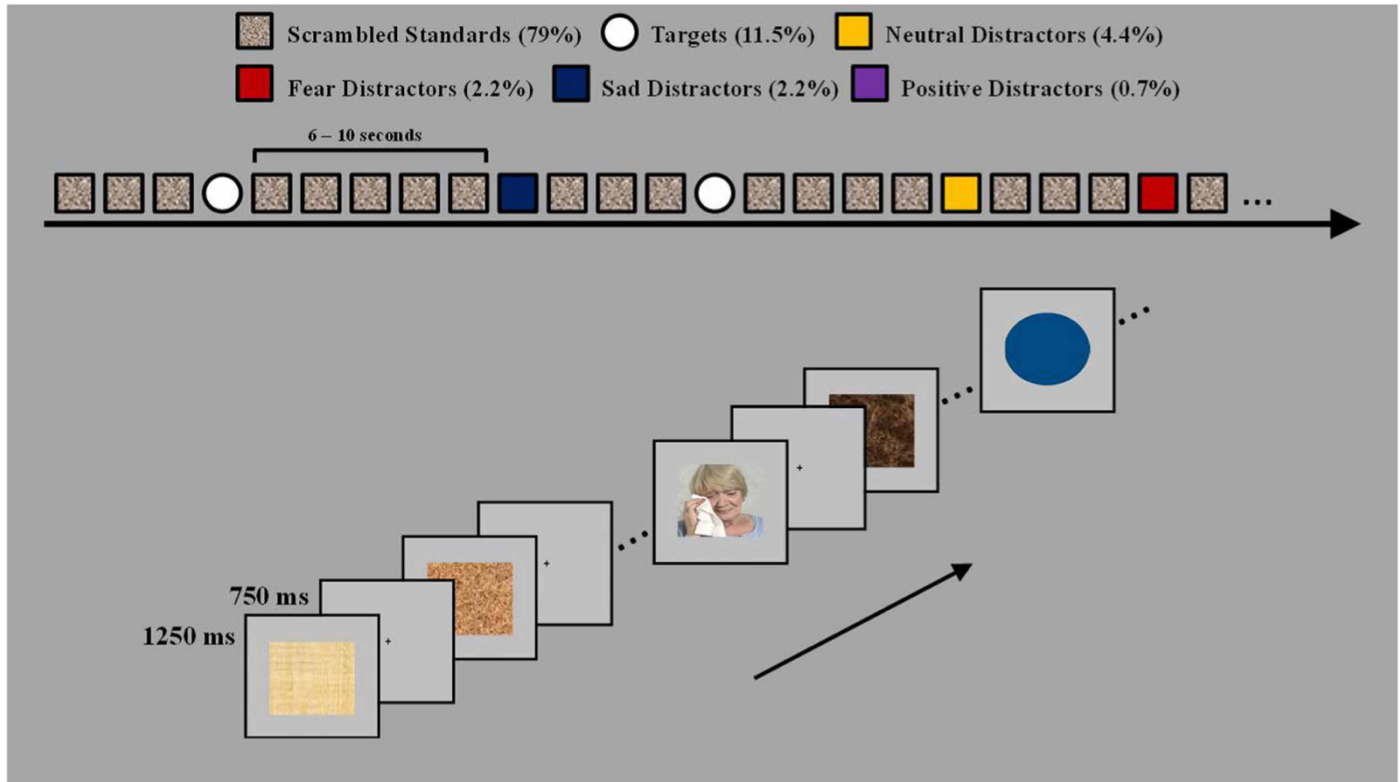 Scrambled Standards (79%) Targets (11.5%) Neutral Distractors (4.4%)
Fear Distractors (2.2%) Sad Distractors (2.2%) Positive Distractors (0.7%)
6 – 10 seconds
...
750 ms
1250 ms